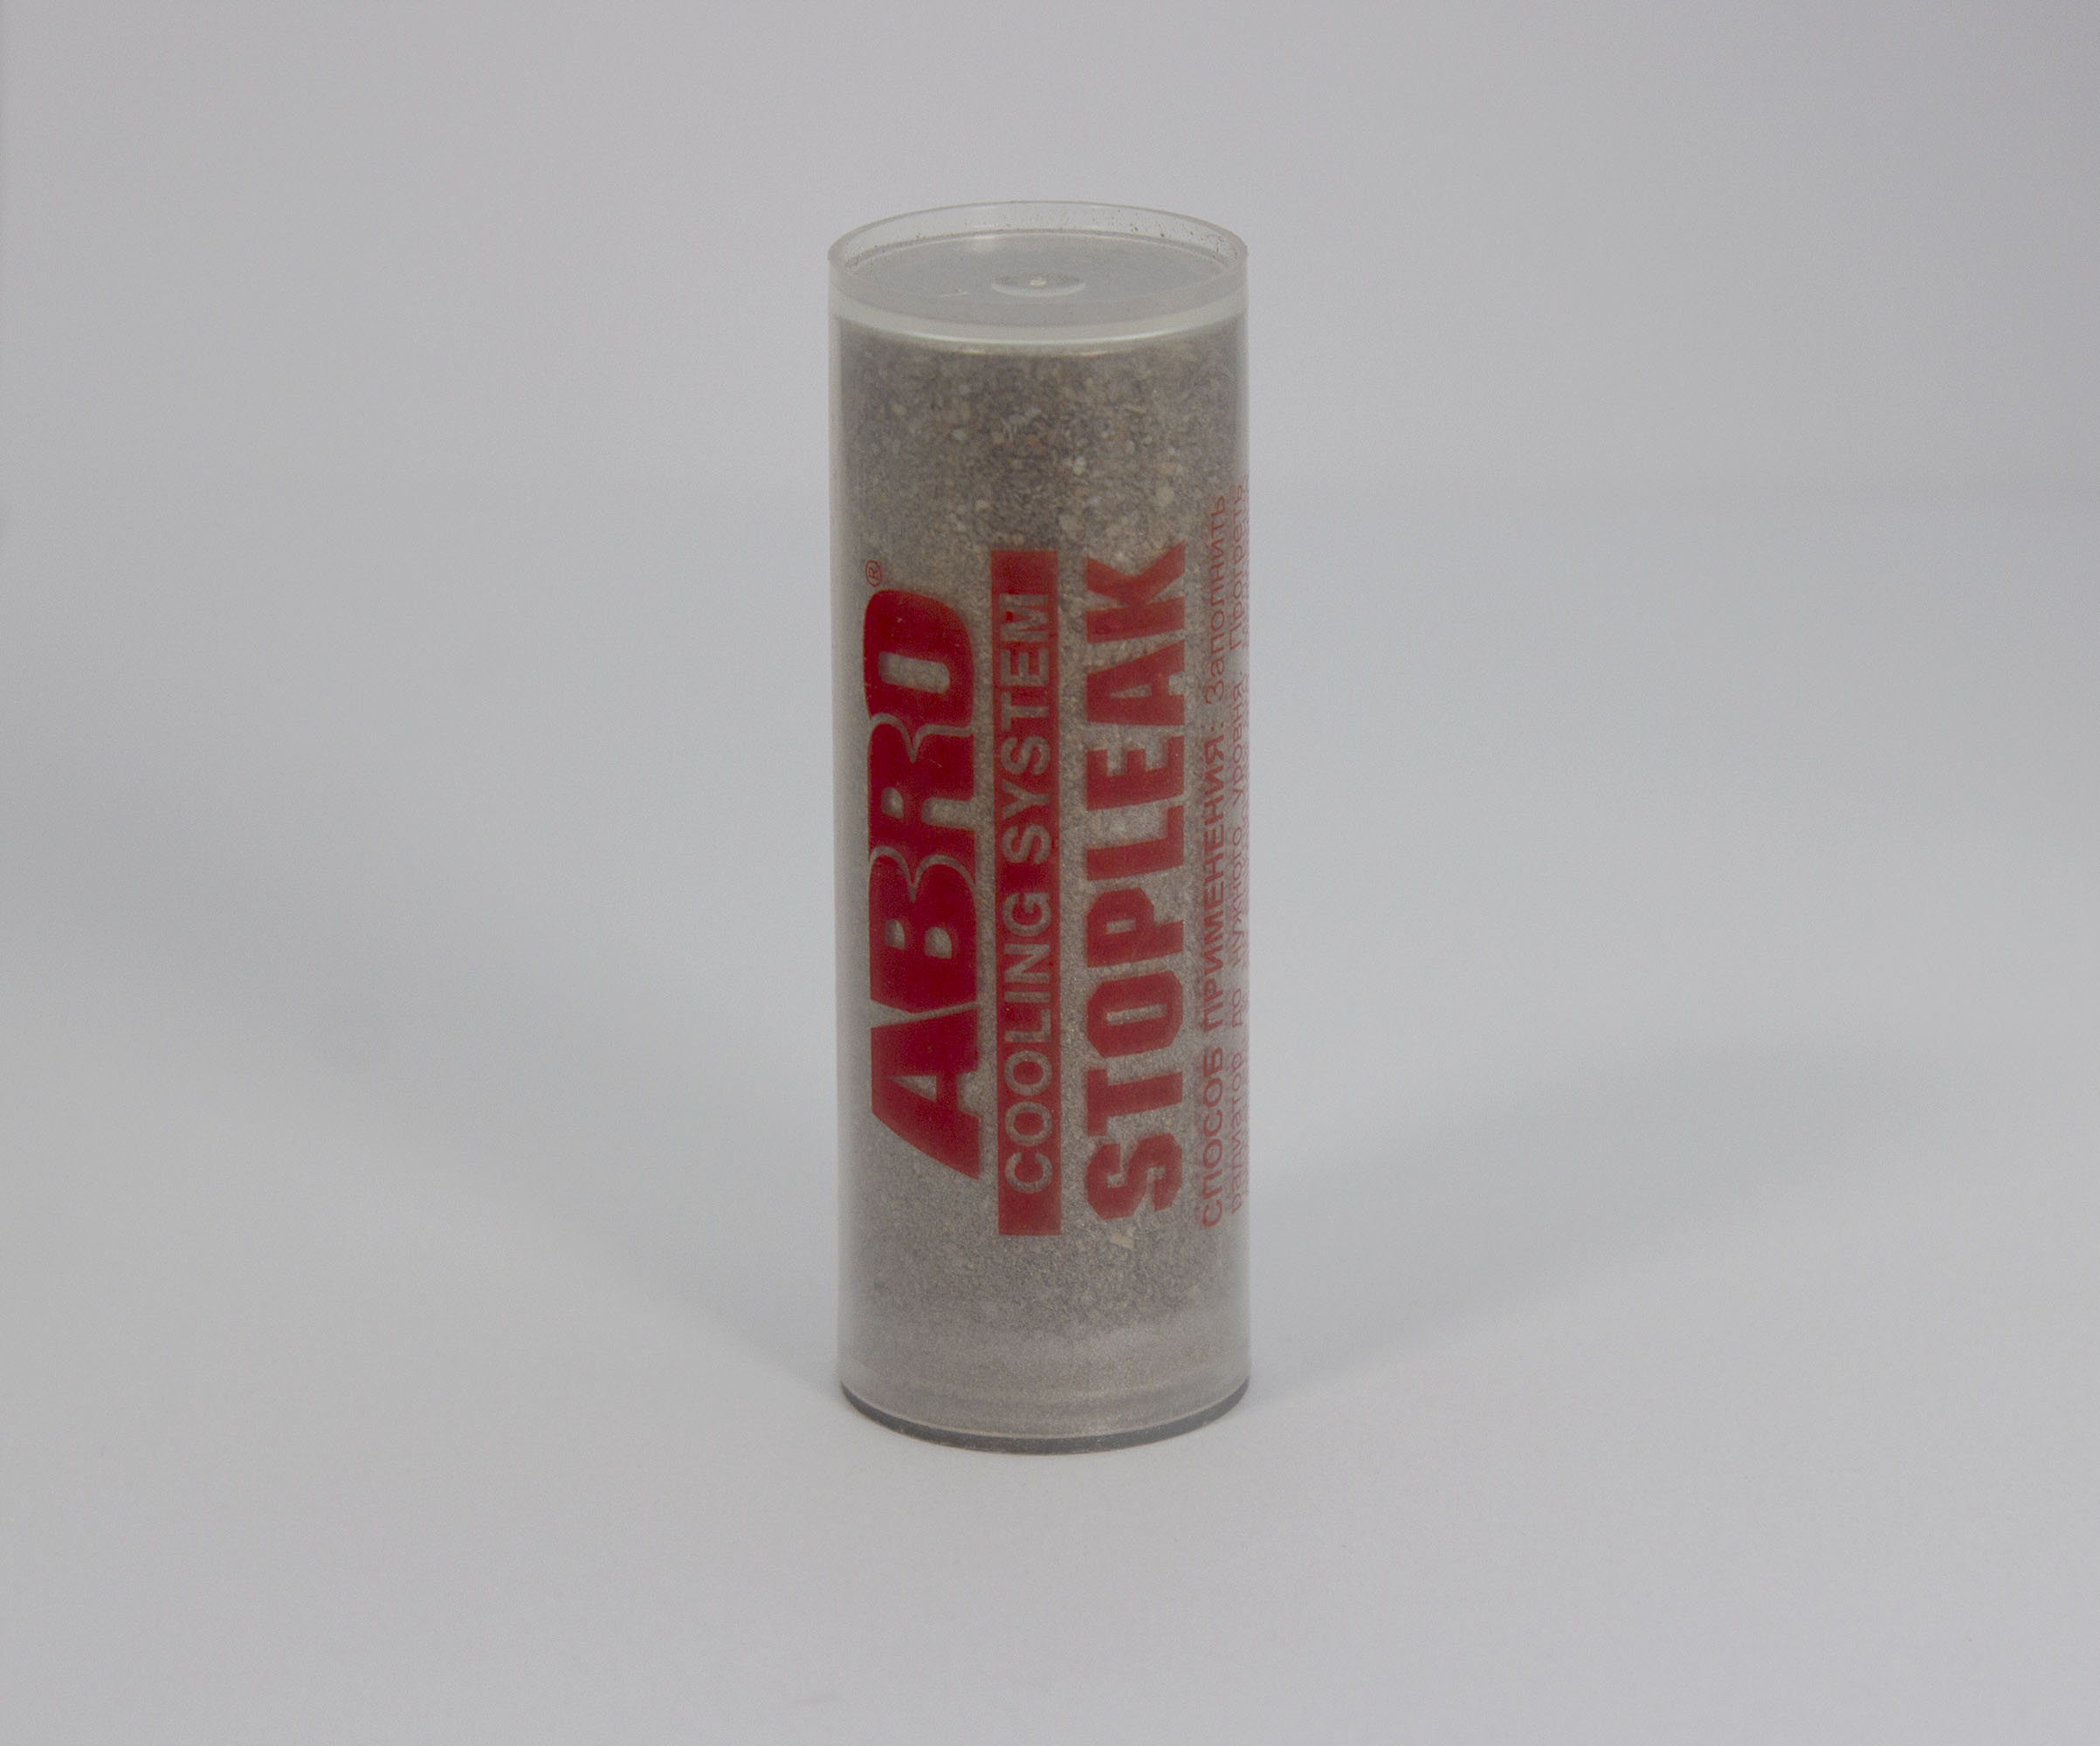 ABRO®
COOLING SYSTEM
STOPLEAK
СПОСОБ ПРИМЕНЕНИЯ: Заполнить
радиатор до нужного уровня. Прогреть